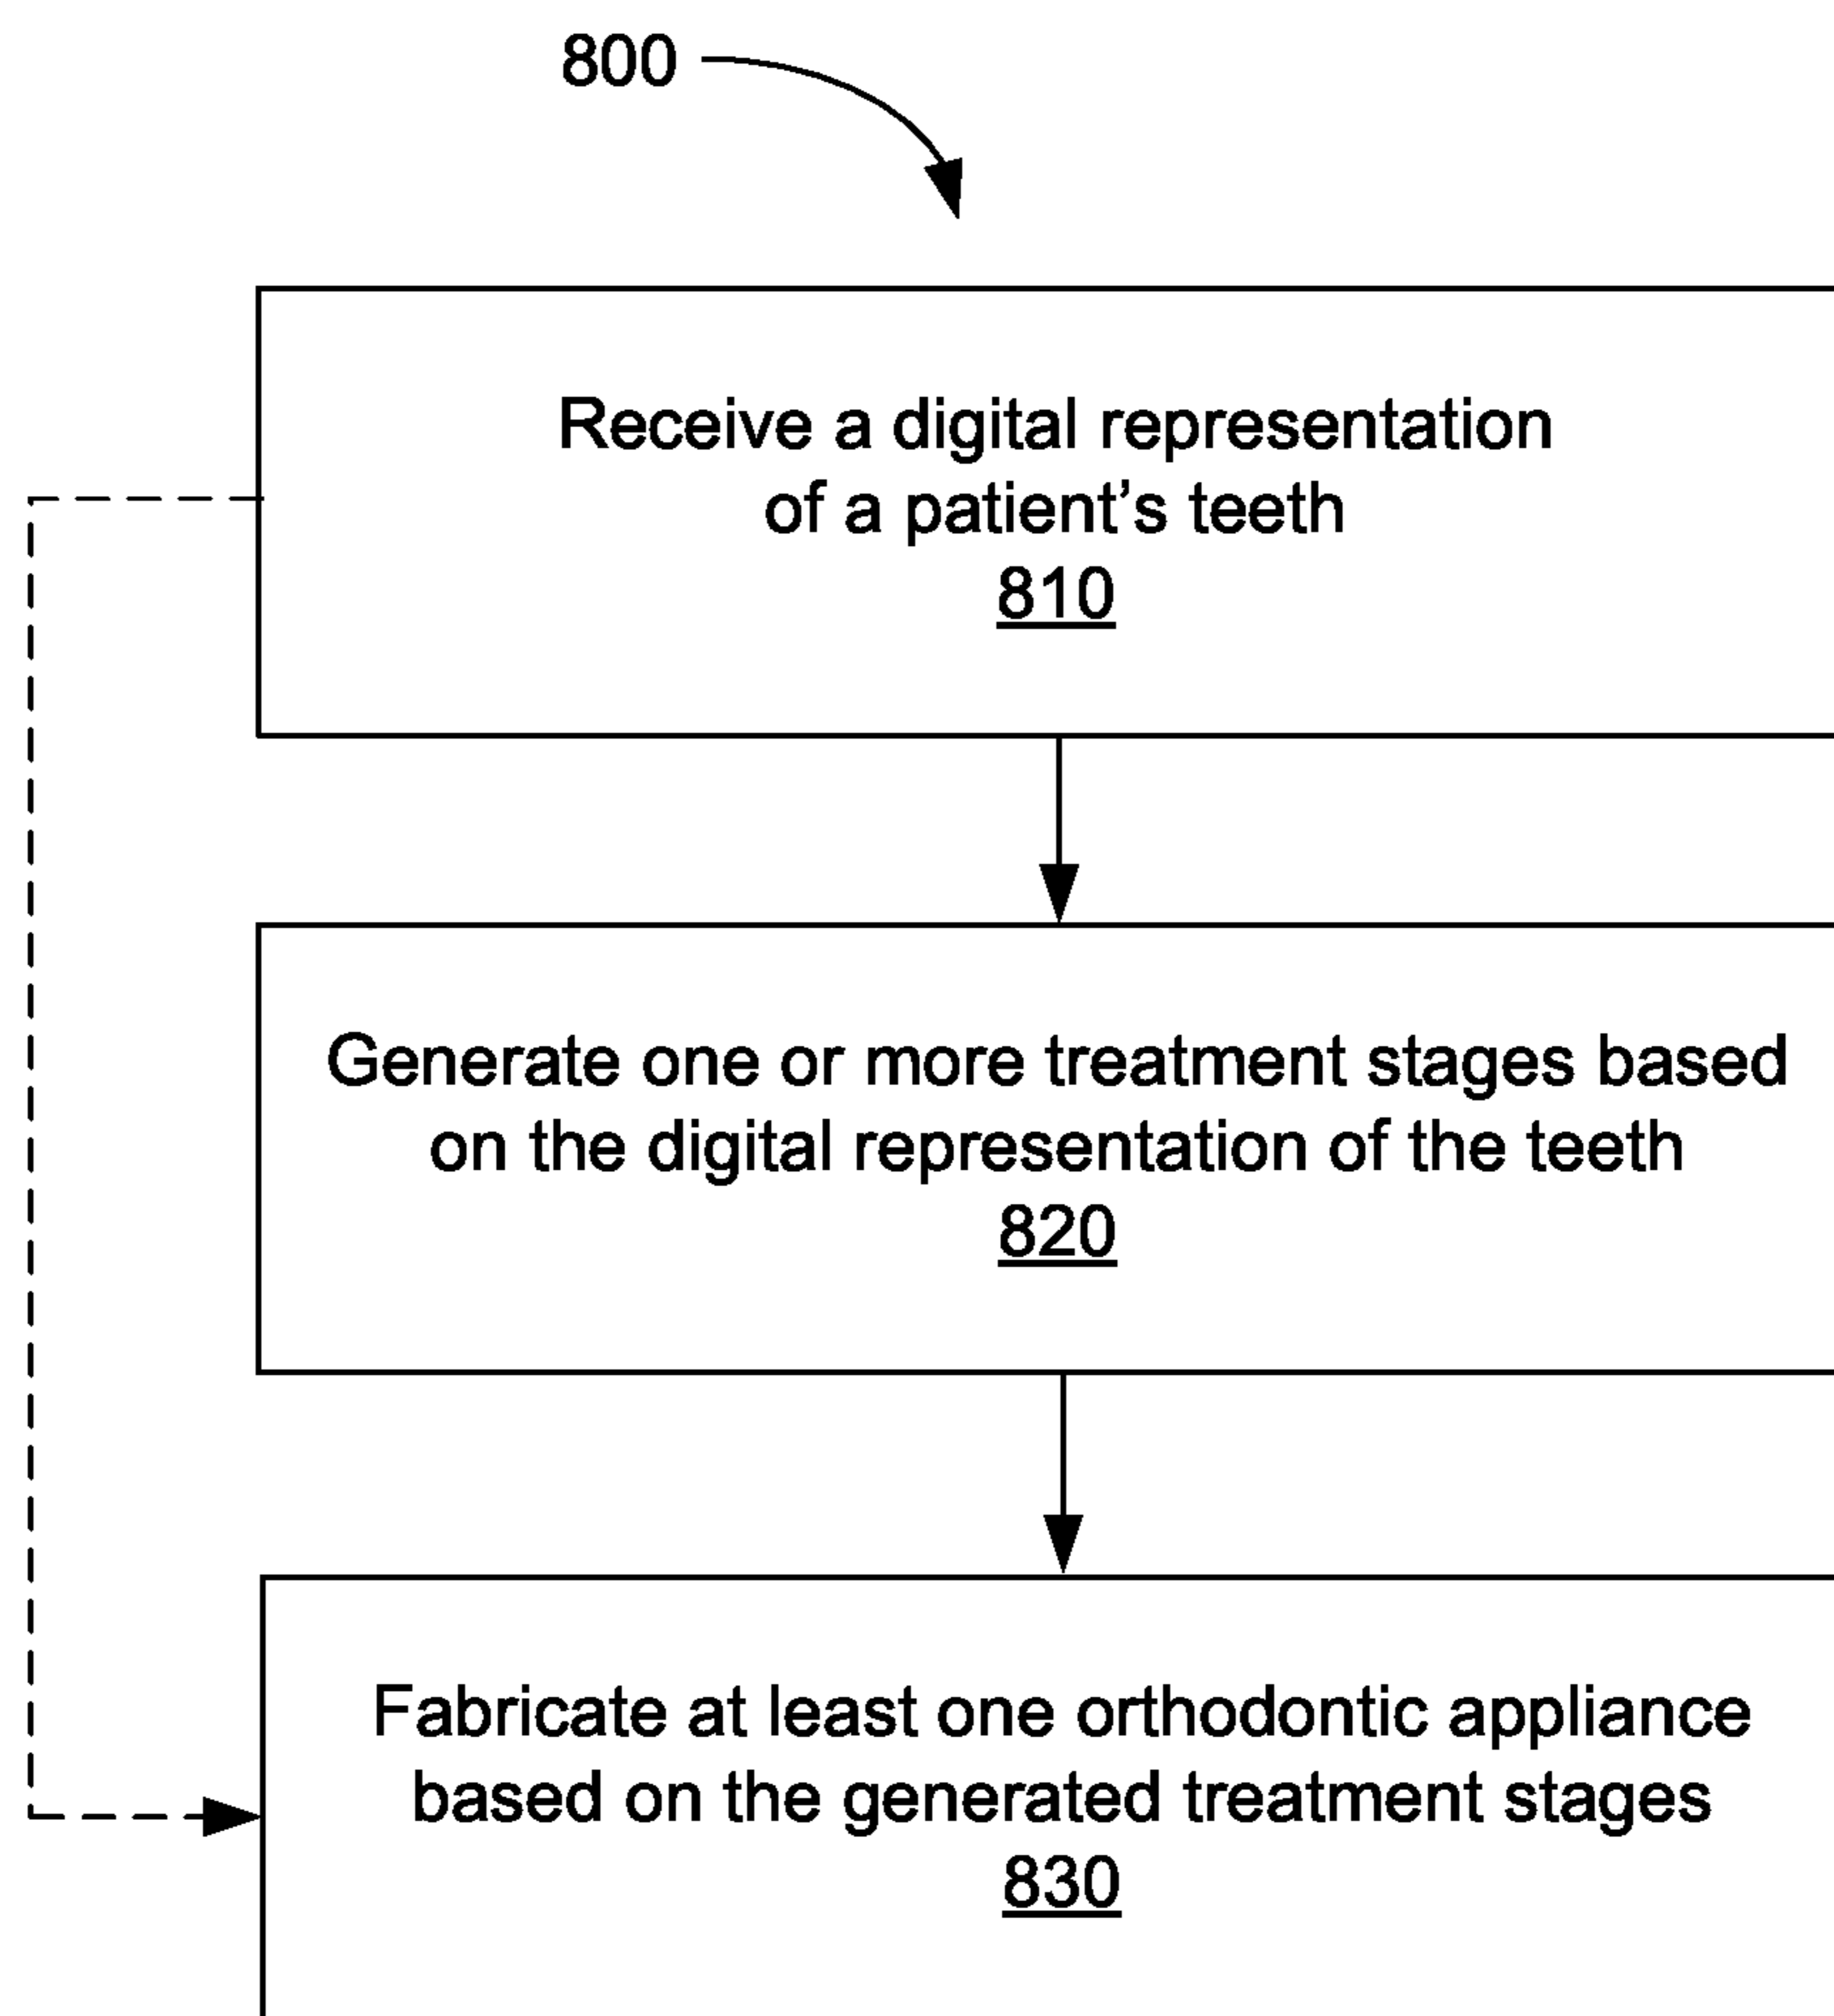 800
Receive a digital representation
of a patient’s teeth
810
Generate one or more treatment stages based
on the digital representation of the teeth
820
Fabricate at least one orthodontic appliance
based on the generated treatment stages
830